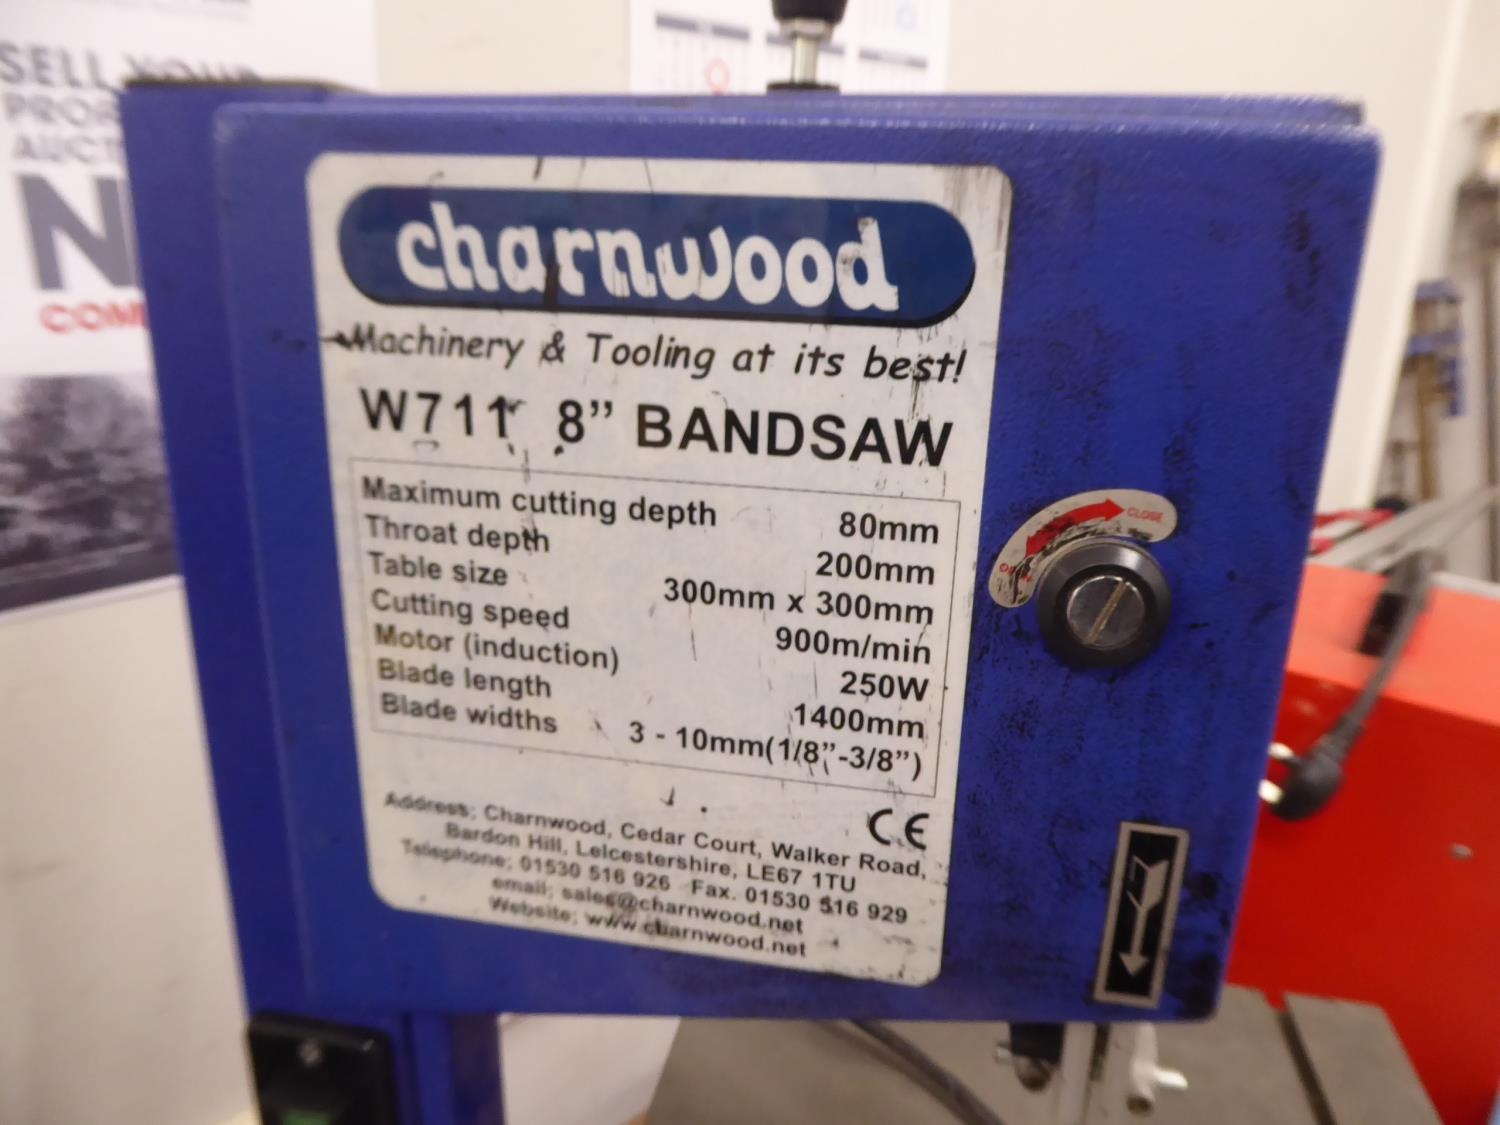 SELL YOUR
charnwood
Machinery & Tooling at its best!
W711 8” BANDSAW
Maximum cutting depth 80mm
Throat depth 200mm
Table size 300mm x 300mm
Cutting speed 900m/min
Motor (induction) 250W
Blade length 1400mm
Blade widths 3 - 10mm(1/8”-3/8”)
CE
Address; Charnwood, Cedar Court, Walker Road,
Bardon Hill, Leicestershire, LE67 1TU
Telephone; 01530 516 926 Fax. 01530 516 929
email; sales@charnwood.net
Website; www.charnwood.net
CLOSE
OPEN